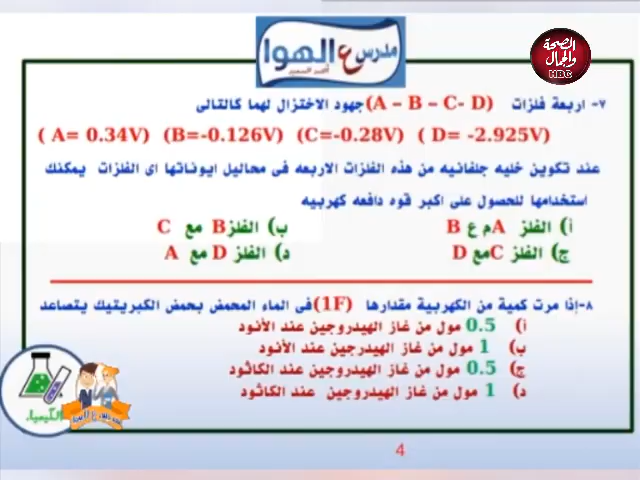 مدرس ع الهوا
الصحة
والجمال
HBC
٧- اربعة فلزات (A – B – C- D) جهود الاختزال لهما كالتالى
( A= 0.34V) (B=-0.126V) (C=-0.28V) ( D= -2.925V)
عند تكوين خليه جلفانيه من هذه الفلزات الاربعه فى محاليل ايوناتها اى الفلزات يمكنك
استخدامها للحصول على اكبر قوه دافعه كهربيه
أ) الفلز A م ع B ب) الفلز B مع C
ج) الفلز C مع D د) الفلز D مع A
٨- إذا مرت كمية من الكهربية مقدارها (1F) فى الماء المحمض بحمض الكبريتيك يتصاعد
أ) 0.5 مول من غاز الهيدروجين عند الأنود
ب) 1 مول من غاز الهيدرجين عند الأنود
ج) 0.5 مول من غاز الهيدروجين عند الكاثود
د) 1 مول من غاز الهيدروجين عند الكاثود
الكيمياء
4